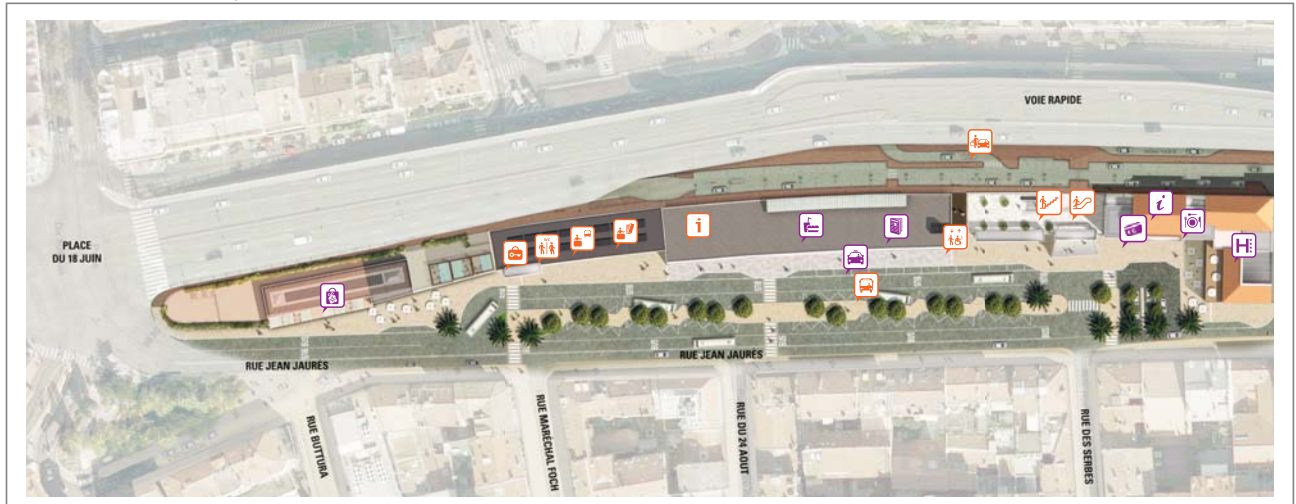 VOIE RAPIDE
PLACE
DU 18 JUIN
RUE JEAN JAURÈS
RUE JEAN JAURÈS
RUE BUTTURA
RUE MARÉCHAL FOCH
RUE DU 24 AOUT
RUE DES SERBES
i
i
H